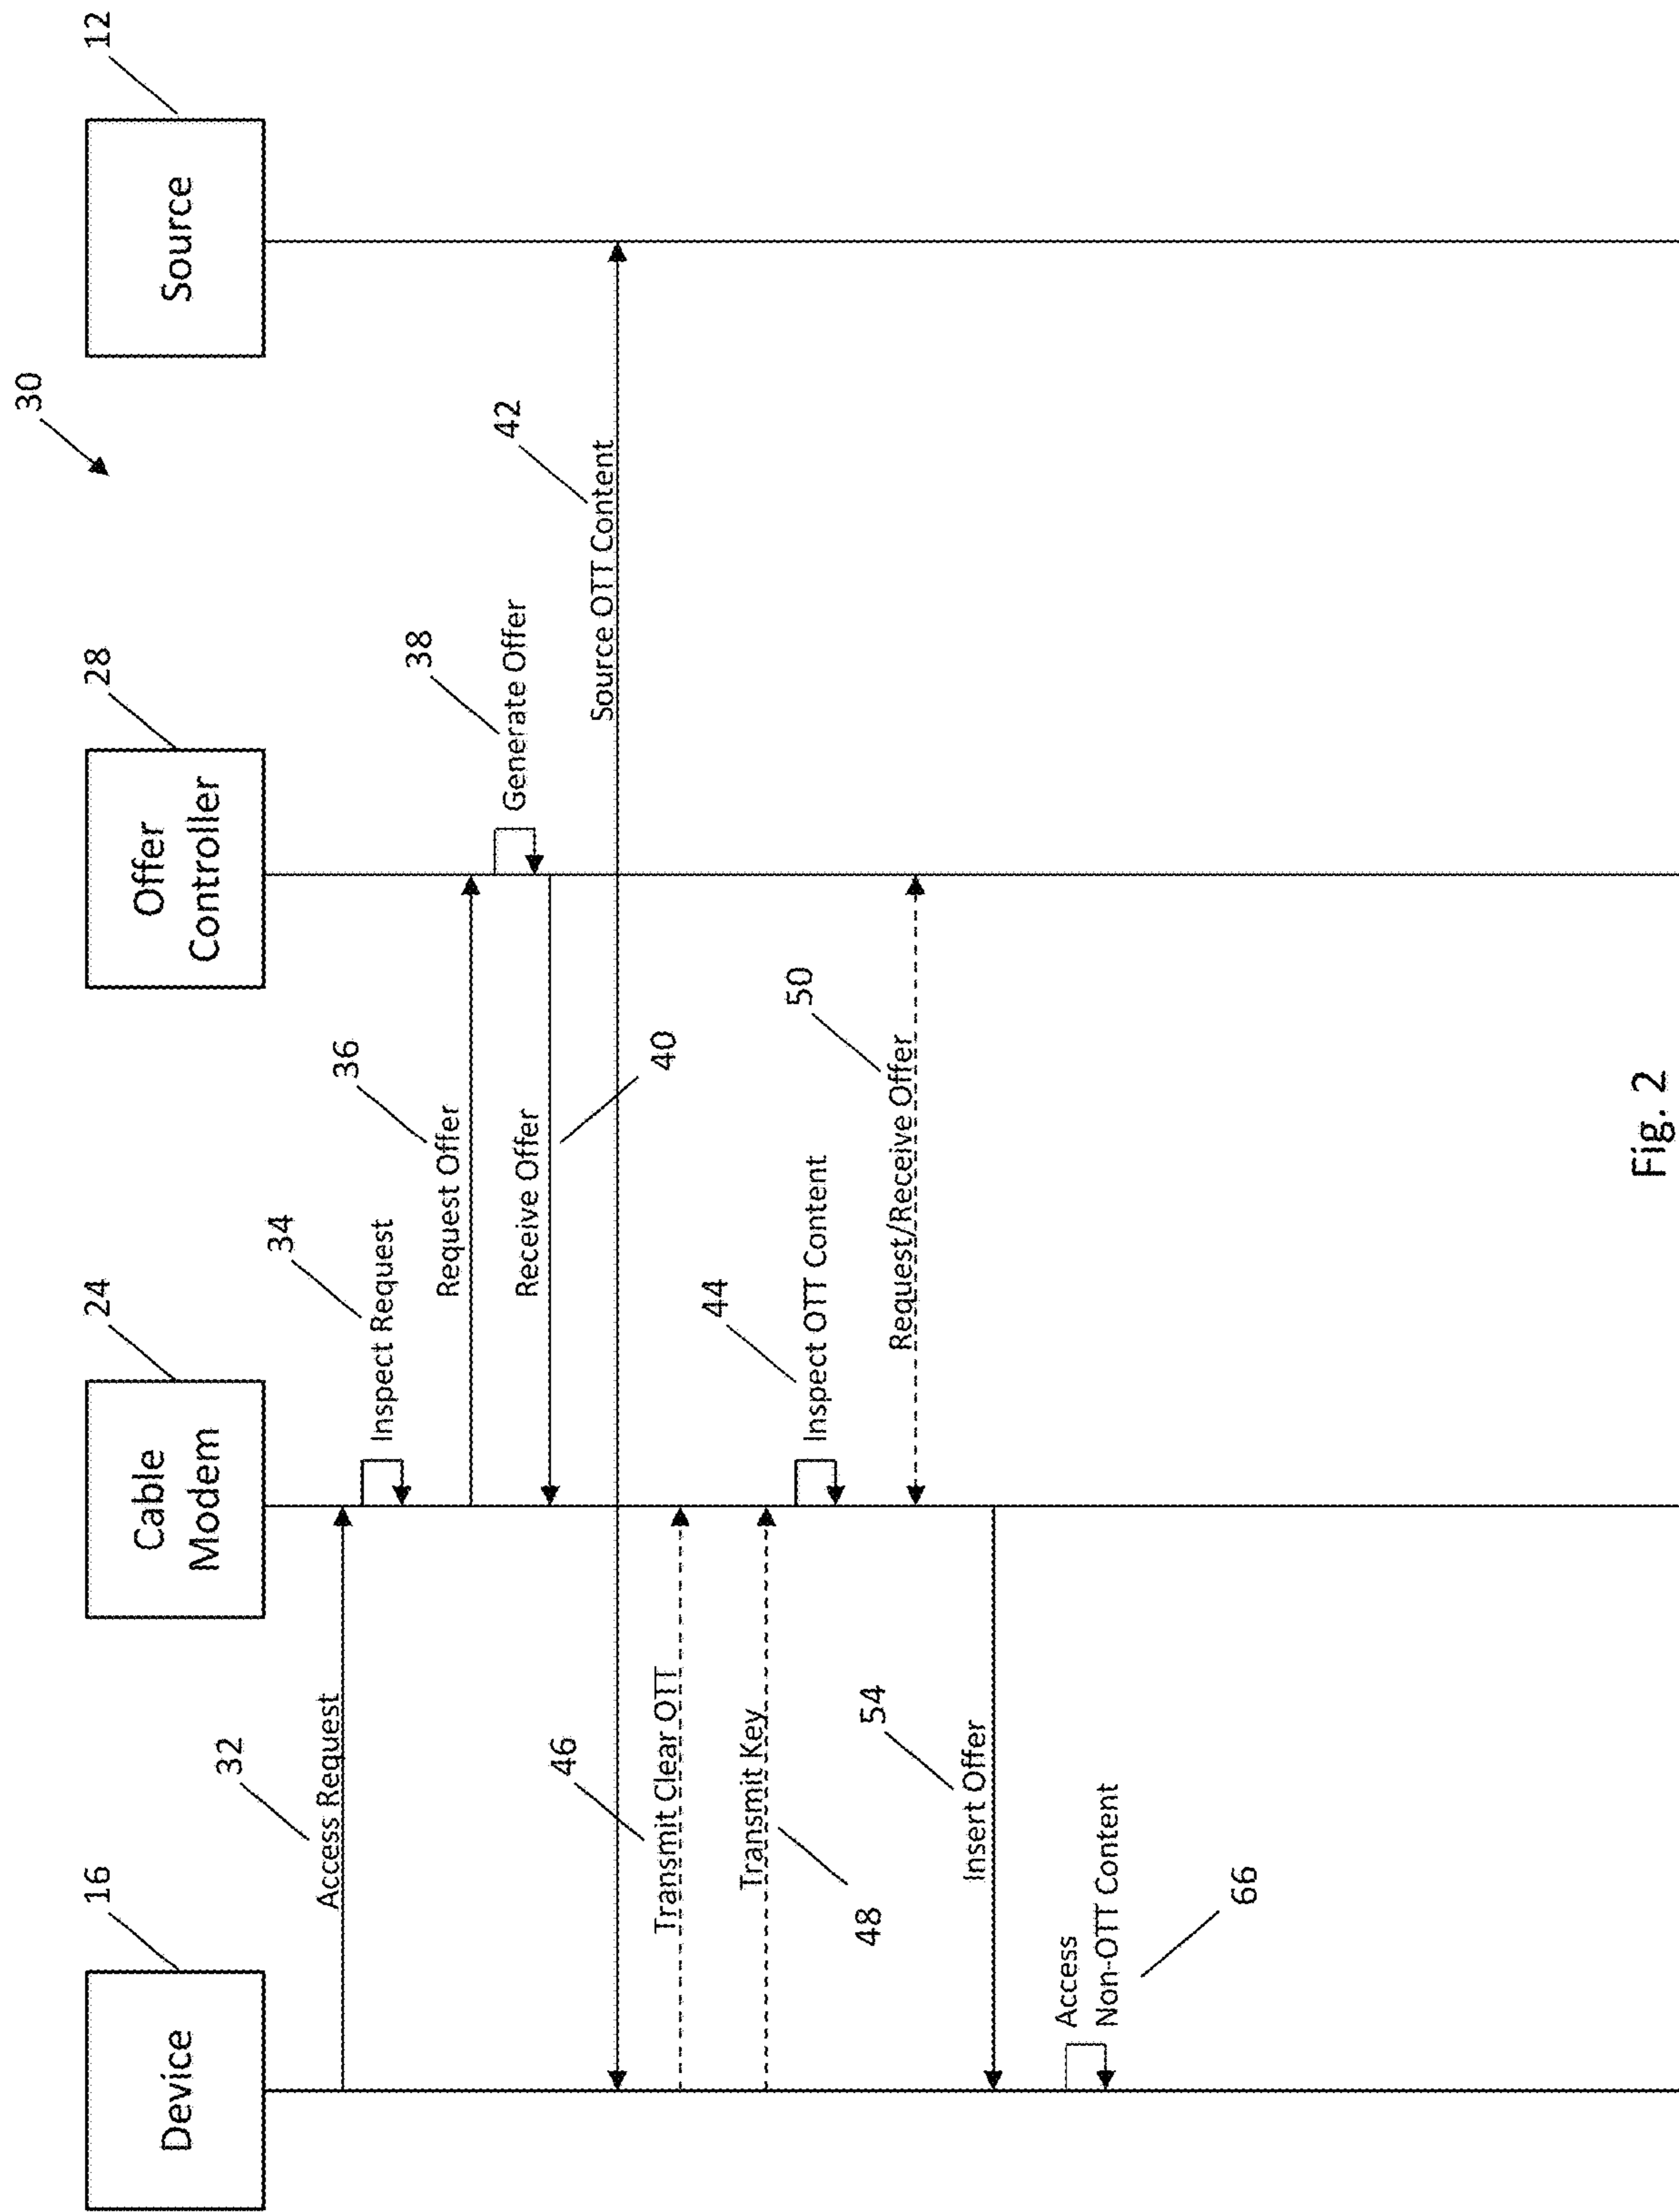 30
Device
16
Cable
Modem
24
Offer
Controller
28
Source
12
Access Request
32
Inspect Request
34
Request Offer
36
Generate Offer
38
Receive Offer
40
Source OTT Content
42
Transmit Clear OTT
46
Transmit Key
48
Inspect OTT Content
44
Request/Receive Offer
50
Insert Offer
54
Access
Non-OTT Content
66
Fig. 2